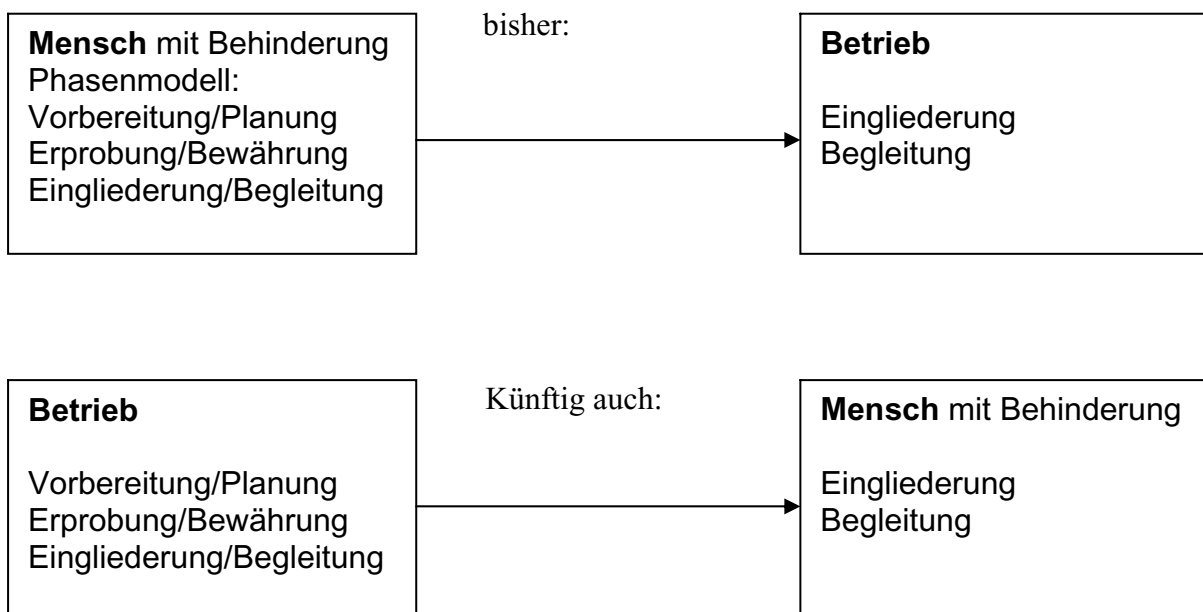 bisher:
Mensch mit Behinderung
Phasenmodell:
Vorbereitung/Planung
Erprobung/Bewährung
Eingliederung/Begleitung
Betrieb
Eingliederung
Begleitung
Künftig auch:
Betrieb
Vorbereitung/Planung
Erprobung/Bewährung
Eingliederung/Begleitung
Mensch mit Behinderung
Eingliederung
Begleitung